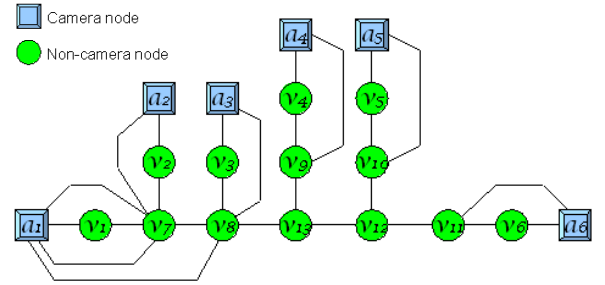 Camera node
Non-camera node
a4 a5
a2 a3 v4 v5
v2 v3 v9 v10
a1 v1 v7 v8 v13 v12 v11 v6 a6